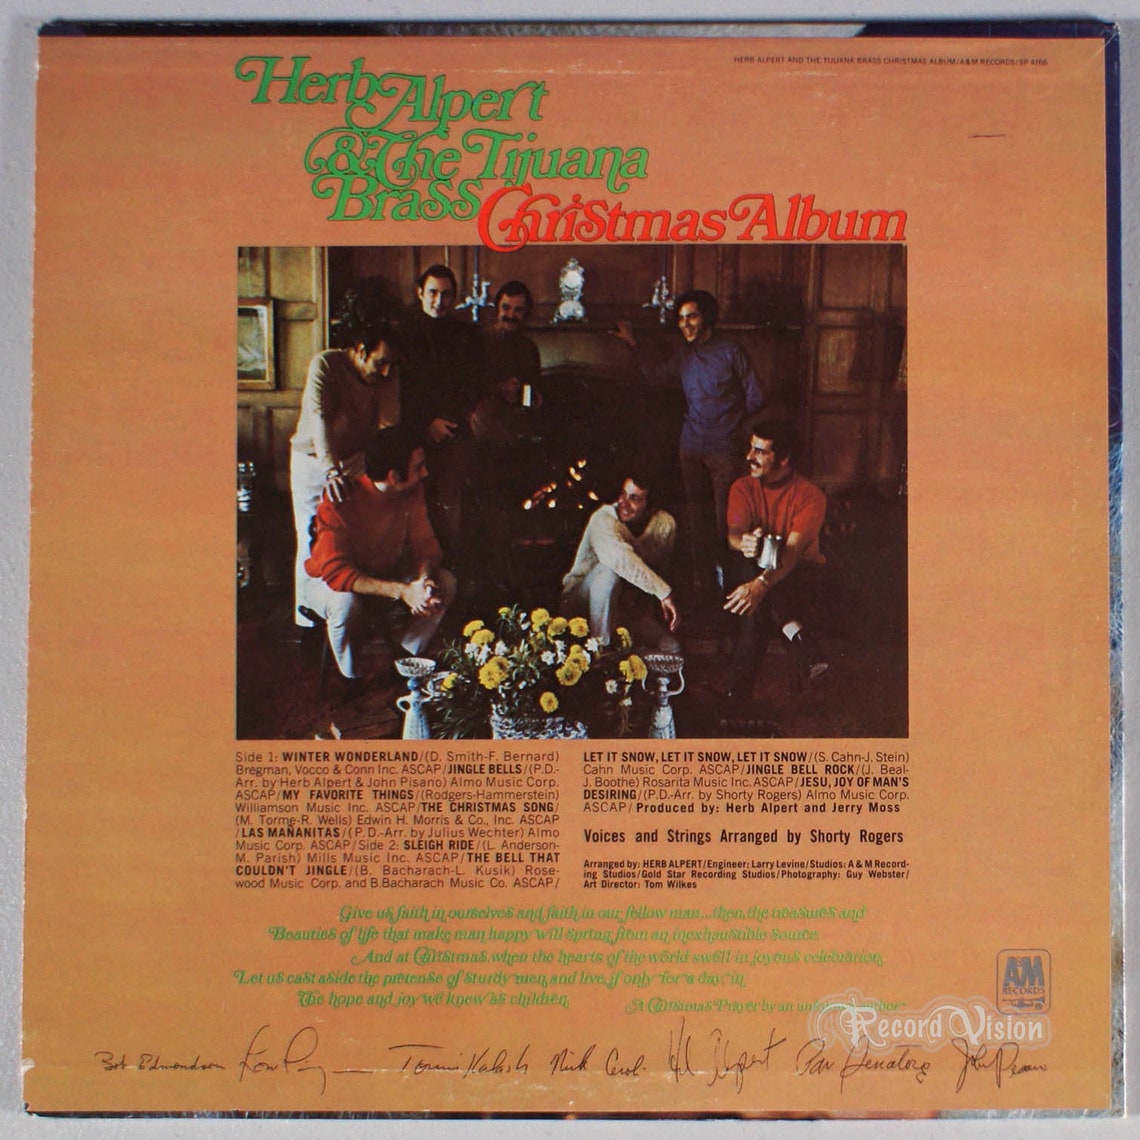 HERB ALPERT AND THE TIJUANA BRASS CHRISTMAS ALBUM/A&M RECORDS/SP 4166
Herb Alpert
& The Tijuana
Brass Christmas Album
Side 1: WINTER WONDERLAND/(D. Smith-F. Bernard)
Bregman, Vocco & Conn Inc. ASCAP/JINGLE BELLS/(P.D.-
Arr. by Herb Alpert & John Pisano) Almo Music Corp.
ASCAP/MY FAVORITE THINGS/(Rodgers-Hammerstein)
Williamson Music Inc. ASCAP/THE CHRISTMAS SONG/
(M. Torme-R. Wells) Edwin H. Morris & Co., Inc. ASCAP
/LAS MAÑANITAS/(P.D.-Arr. by Julius Wechter) Almo
Music Corp. ASCAP/Side 2: SLEIGH RIDE/(L. Anderson-
M. Parish) Mills Music Inc. ASCAP/THE BELL THAT
COULDN'T JINGLE/(B. Bacharach-L. Kusik) Rose-
wood Music Corp. and B.Bacharach Music Co. ASCAP/
LET IT SNOW, LET IT SNOW, LET IT SNOW/(S. Cahn-J. Stein)
Cahn Music Corp. ASCAP/JINGLE BELL ROCK/(J. Beal-
J. Boothe) Rosarita Music Inc. ASCAP/JESU, JOY OF MAN'S
DESIRING/(P.D.-Arr. by Shorty Rogers) Almo Music Corp.
ASCAP/Produced by: Herb Alpert and Jerry Moss
Voices and Strings Arranged by Shorty Rogers
Arranged by: HERB ALPERT/Engineer: Larry Levine/Studios: A & M Record-
ing Studios/Gold Star Recording Studios/Photography: Guy Webster/
Art Director: Tom Wilkes
Give us faith in ourselves and faith in our fellow man...then, the treasures and
Beauties of life that make man happy will spring from an inexhaustible source.
And at Christmas, when the hearts of the world swell in joyous celebration,
Let us cast aside the pretense of sturdy men, and live, if only for a day, in
The hope and joy we knew as children.
A Christmas Prayer by an unknown author
A&M
RECORDS
Record Vision
Bob Edmondson Tonni Kalash Nick Ceroli Herb Alpert Pat Senatore John Pisano